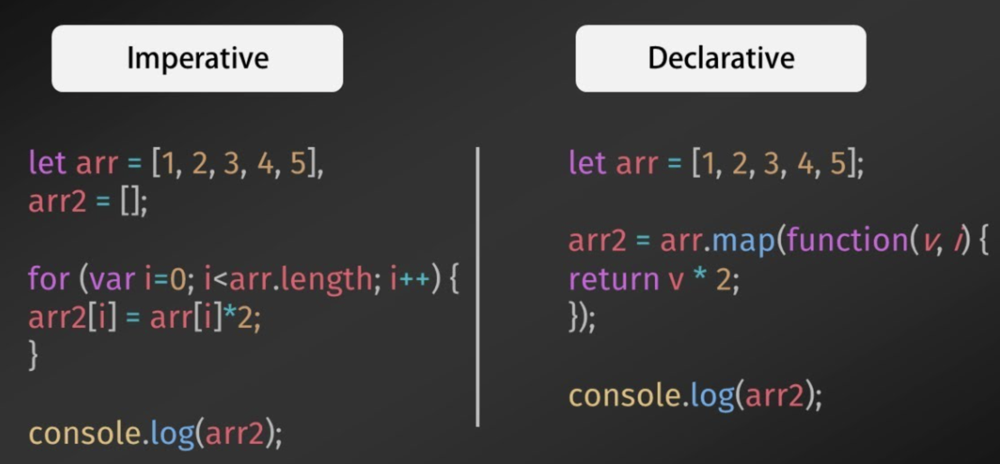 Imperative
let arr = [1, 2, 3, 4, 5],
arr2 = [];
for (var i=0; i<arr.length; i++) {
arr2[i] = arr[i]*2;
}
console.log(arr2);
Declarative
let arr = [1, 2, 3, 4, 5];
arr2 = arr.map(function(v, i) {
return v * 2;
});
console.log(arr2);